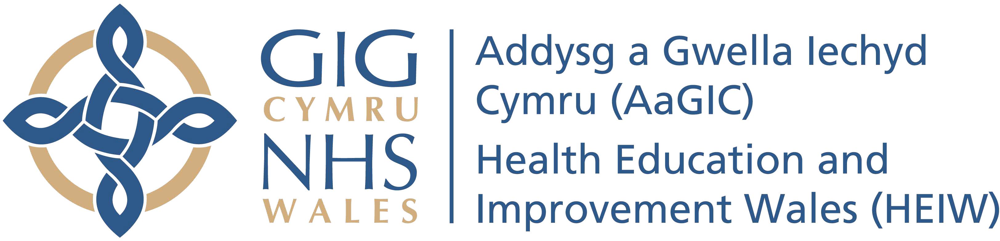 GIG
CYMRU
NHS
WALES
Addysg a Gwella Iechyd
Cymru (AaGIC)
Health Education and
Improvement Wales (HEIW)